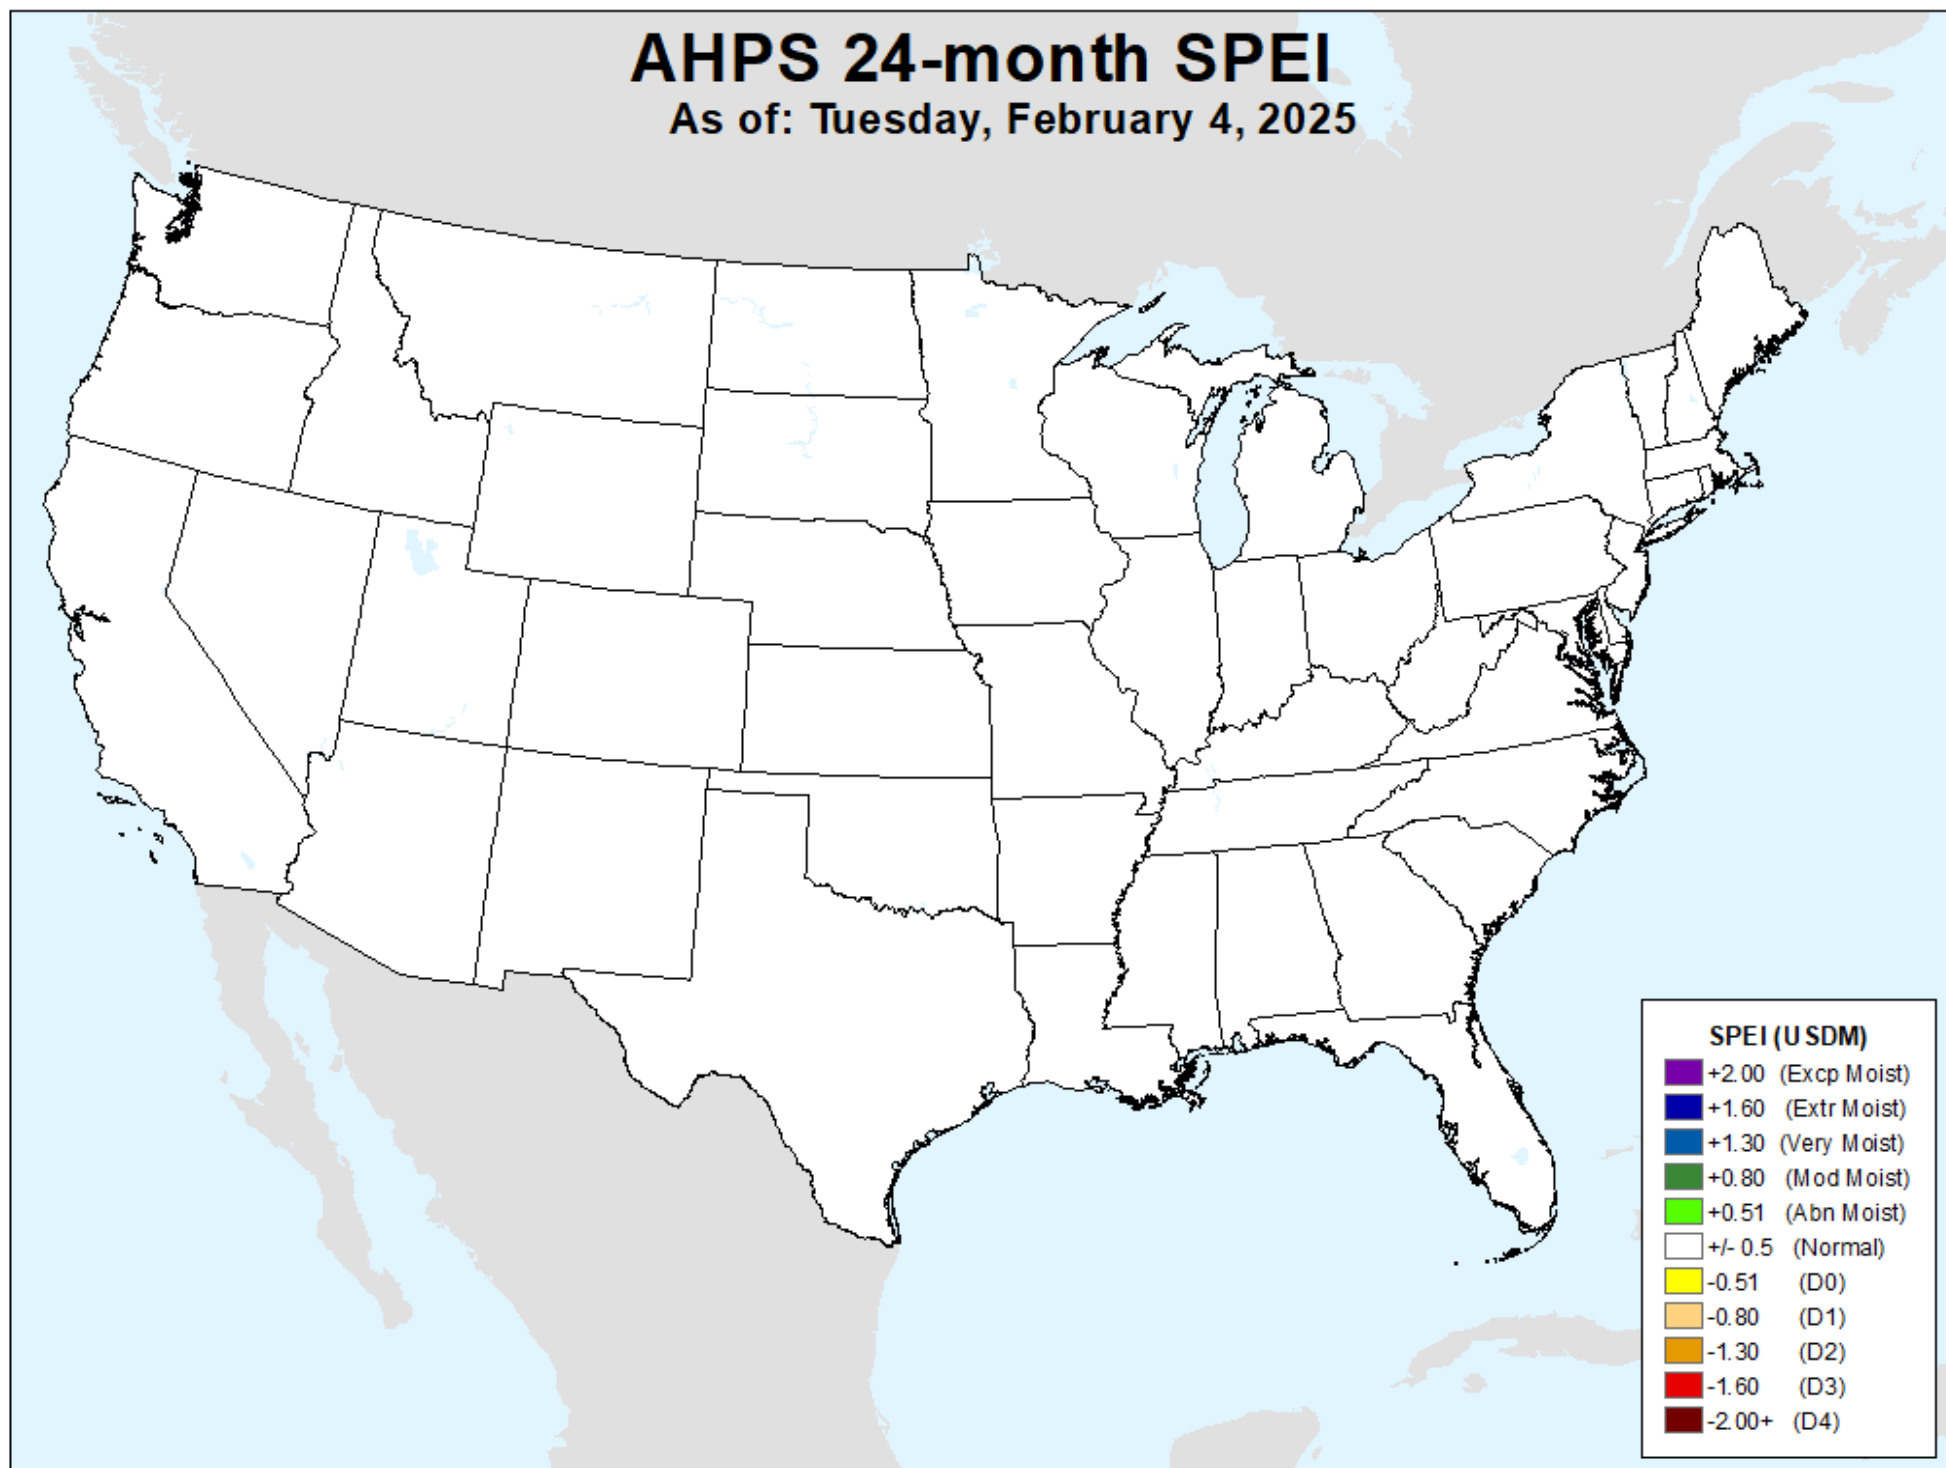 AHPS 24-month SPEI
As of: Tuesday, February 4, 2025
SPEI (USDM)
+2.00 (Excp Moist)
+1.60 (Extr Moist)
+1.30 (Very Moist)
+0.80 (Mod Moist)
+0.51 (Abn Moist)
+/- 0.5 (Normal)
-0.51 (D0)
-0.80 (D1)
-1.30 (D2)
-1.60 (D3)
-2.00+ (D4)